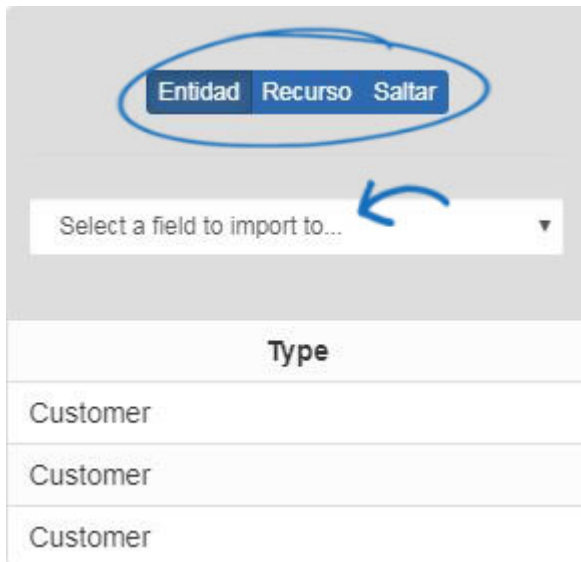 Entidad Recurso Saltar
Select a field to import to...
Type
Customer
Customer
Customer